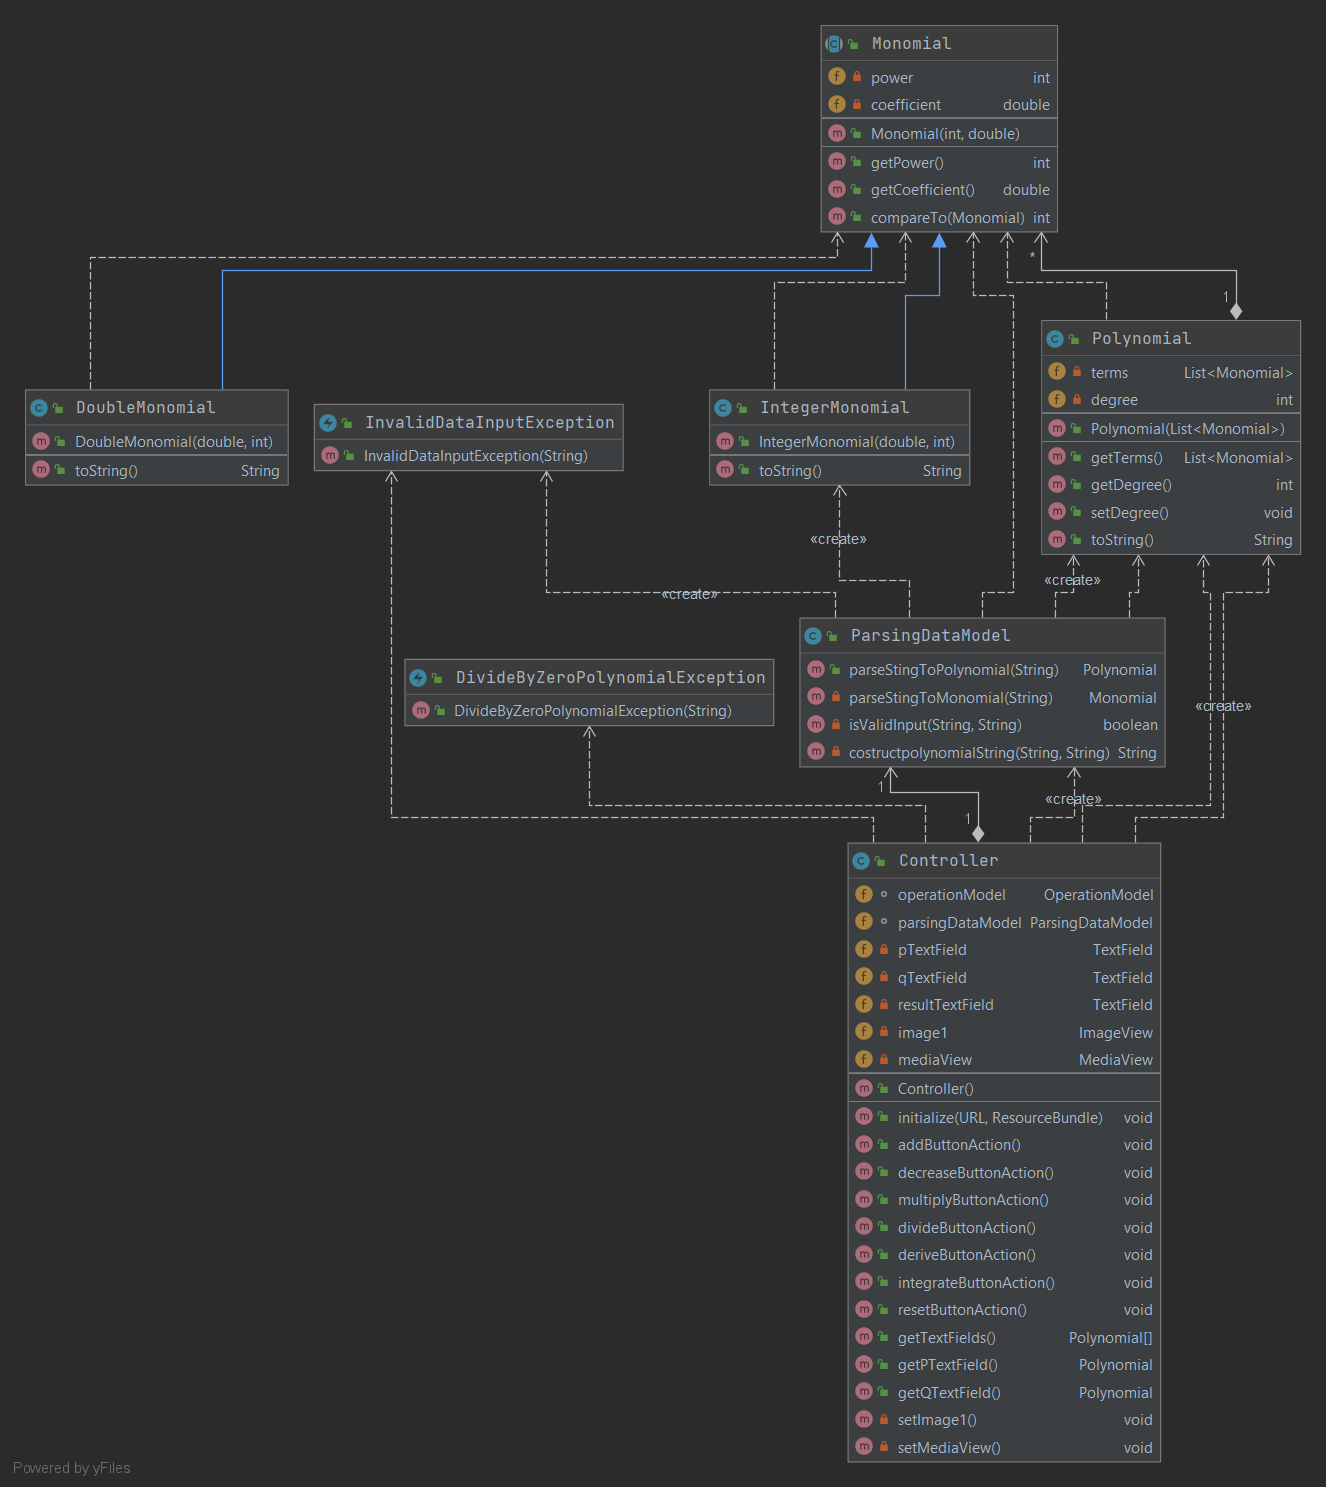 Monomial
power int
coefficient double
Monomial(int, double)
getPower() int
getCoefficient() double
compareTo(Monomial) int
*
1
Polynomial
terms List<Monomial>
degree int
Polynomial(List<Monomial>)
getTerms() List<Monomial>
getDegree() int
setDegree() void
toString() String
DoubleMonomial
DoubleMonomial(double, int)
toString() String
InvalidDataInputException
InvalidDataInputException(String)
IntegerMonomial
IntegerMonomial(double, int)
toString() String
«create»
«create»
«create»
ParsingDataModel
parseStingToPolynomial(String) Polynomial
parseStingToMonomial(String) Monomial
isValidInput(String, String) boolean
costructpolynomialString(String, String) String
DivideByZeroPolynomialException
DivideByZeroPolynomialException(String)
«create»
1
«create»
1
Controller
operationModel OperationModel
parsingDataModel ParsingDataModel
pTextField TextField
qTextField TextField
resultTextField TextField
image1 ImageView
mediaView MediaView
Controller()
initialize(URL, ResourceBundle) void
addButtonAction() void
decreaseButtonAction() void
multiplyButtonAction() void
divideButtonAction() void
deriveButtonAction() void
integrateButtonAction() void
resetButtonAction() void
getTextFields() Polynomial[]
getPTextField() Polynomial
getQTextField() Polynomial
setImage1() void
setMediaView() void
Powered by yFiles